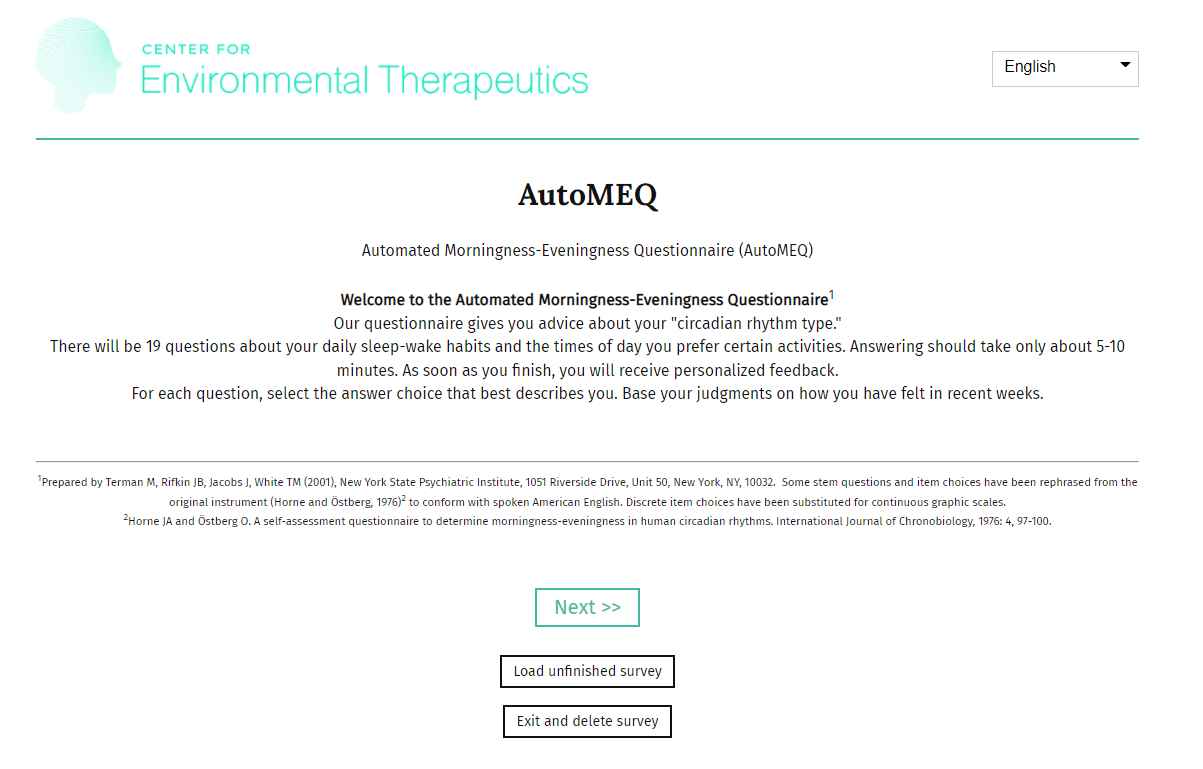 CENTER FOR
Environmental Therapeutics
English
AutoMEQ
Automated Morningness-Eveningness Questionnaire (AutoMEQ)
Welcome to the Automated Morningness-Eveningness Questionnaire1
Our questionnaire gives you advice about your "circadian rhythm type."
There will be 19 questions about your daily sleep-wake habits and the times of day you prefer certain activities. Answering should take only about 5-10
minutes. As soon as you finish, you will receive personalized feedback.
For each question, select the answer choice that best describes you. Base your judgments on how you have felt in recent weeks.
1Prepared by Terman M, Rifkin JB, Jacobs J, White TM (2001), New York State Psychiatric Institute, 1051 Riverside Drive, Unit 50, New York, NY, 10032. Some stem questions and item choices have been rephrased from the
original instrument (Horne and Östberg, 1976)2 to conform with spoken American English. Discrete item choices have been substituted for continuous graphic scales.
2Horne JA and Östberg O. A self-assessment questionnaire to determine morningness-eveningness in human circadian rhythms. International Journal of Chronobiology, 1976: 4, 97-100.
Next >>
Load unfinished survey
Exit and delete survey